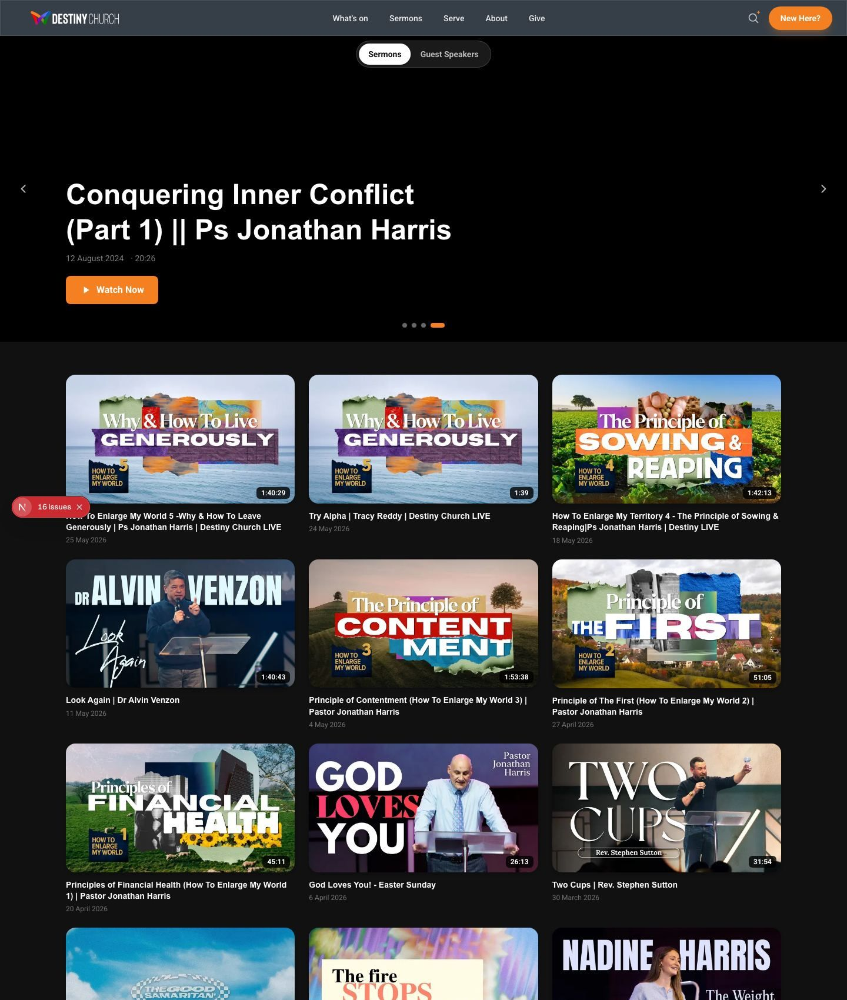 DESTINY CHURCH
What's on
Sermons
Serve
About
Give
New Here?
Sermons
Guest Speakers
Conquering Inner Conflict
(Part 1) || Ps Jonathan Harris
12 August 2024 · 20:26
Watch Now
Why & How To Live
GENEROUSLY
5
HOW TO
ENLARGE
MY WORLD
1:40:29
Why & How To Live
GENEROUSLY
5
HOW TO
ENLARGE
MY WORLD
1:39
The Principle of
SOWING &
REAPING
4
HOW TO
ENLARGE
MY WORLD
1:42:13
N 16 Issues
To Enlarge My World 5 -Why & How To Leave
Generously | Ps Jonathan Harris | Destiny Church LIVE
25 May 2026
Try Alpha | Tracy Reddy | Destiny Church LIVE
24 May 2026
How To Enlarge My Territory 4 - The Principle of Sowing &
Reaping|Ps Jonathan Harris | Destiny LIVE
18 May 2026
DR ALVIN VENZON
Look
Again
1:40:43
The Principle of
CONTENT
MENT
3
HOW TO
ENLARGE
MY WORLD
1:53:38
Principle of
THE FIRST
2
HOW TO
ENLARGE
MY WORLD
51:05
Look Again | Dr Alvin Venzon
11 May 2026
Principle of Contentment (How To Enlarge My World 3) |
Pastor Jonathan Harris
4 May 2026
Principle of The First (How To Enlarge My World 2) |
Pastor Jonathan Harris
27 April 2026
Principles of
FINANCIAL
HEALTH
1
HOW TO
ENLARGE
MY WORLD
45:11
GOD
LOVES
YOU
Pastor
Jonathan
Harris
26:13
TWO
CUPS
Rev. Stephen Sutton
31:54
Principles of Financial Health (How To Enlarge My World
1) | Pastor Jonathan Harris
20 April 2026
God Loves You! - Easter Sunday
6 April 2026
Two Cups | Rev. Stephen Sutton
30 March 2026
THE GOOD
SAMARITAN
The fire
STOPS
NADINE HARRIS
The Weight